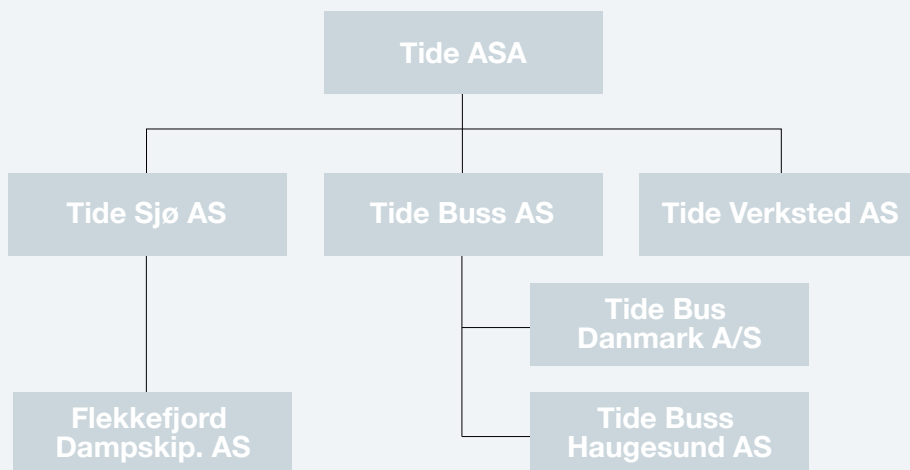 Tide ASA
Tide Sjø AS
Tide Buss AS
Tide Verksted AS
Tide Bus
Danmark A/S
Flekkefjord
Dampskip. AS
Tide Buss
Haugesund AS